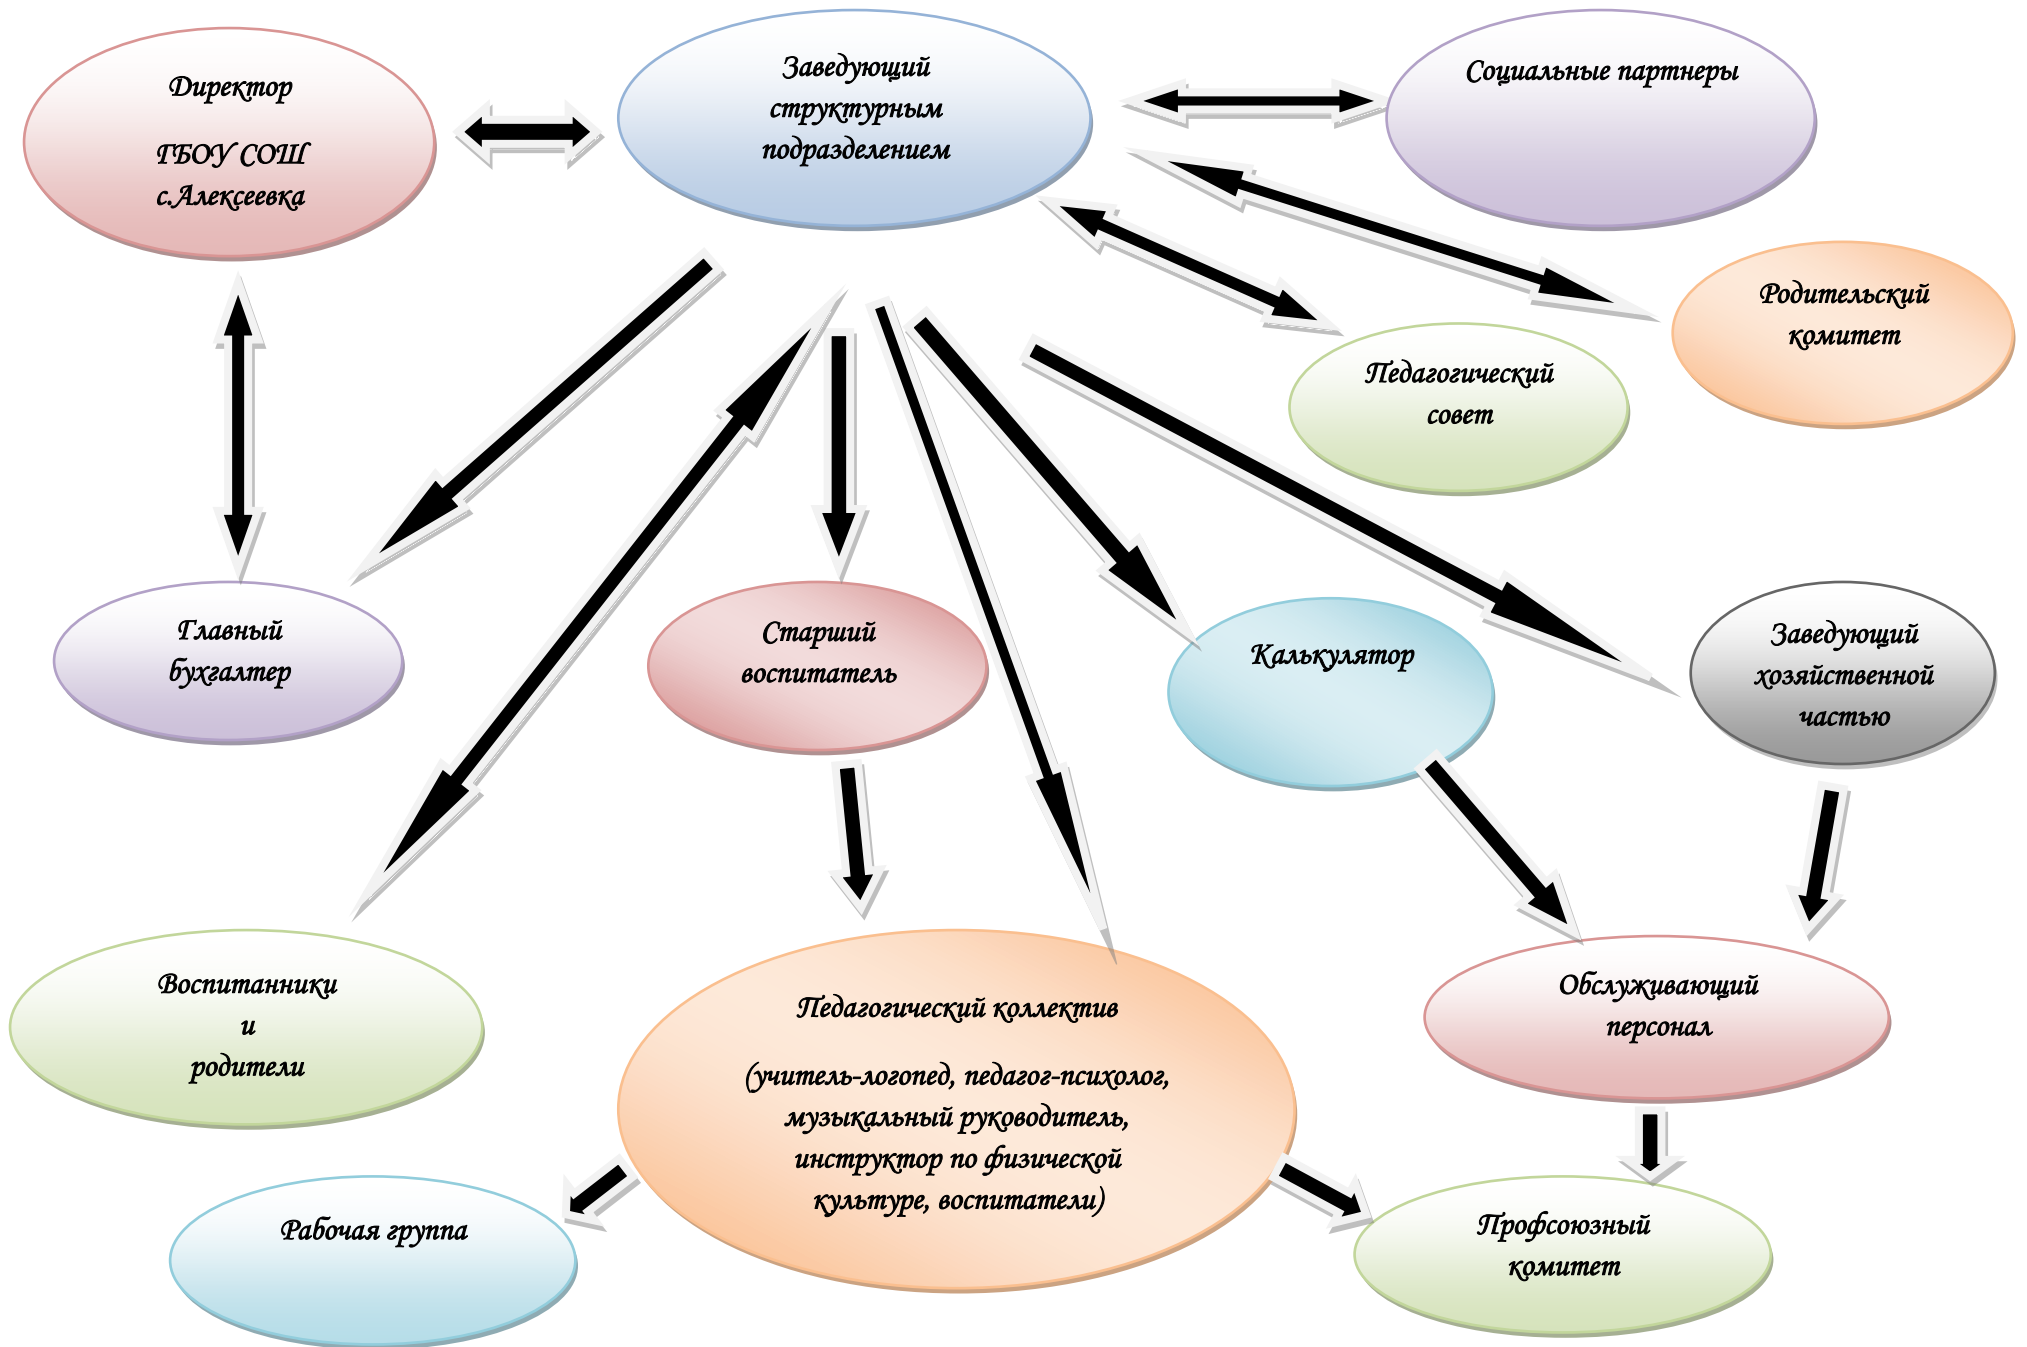 Директор
ГБОУ СОШ
с.Алексеевка
Заведующий
структурным
подразделением
Социальные партнеры
Родительский
комитет
Педагогический
совет
Главный
бухгалтер
Старший
воспитатель
Калькулятор
Заведующий
хозяйственной
частью
Воспитанники
и
родители
Педагогический коллектив
(учитель-логопед, педагог-психолог,
музыкальный руководитель,
инструктор по физической
культуре, воспитатели)
Обслуживающий
персонал
Рабочая группа
Профсоюзный
комитет